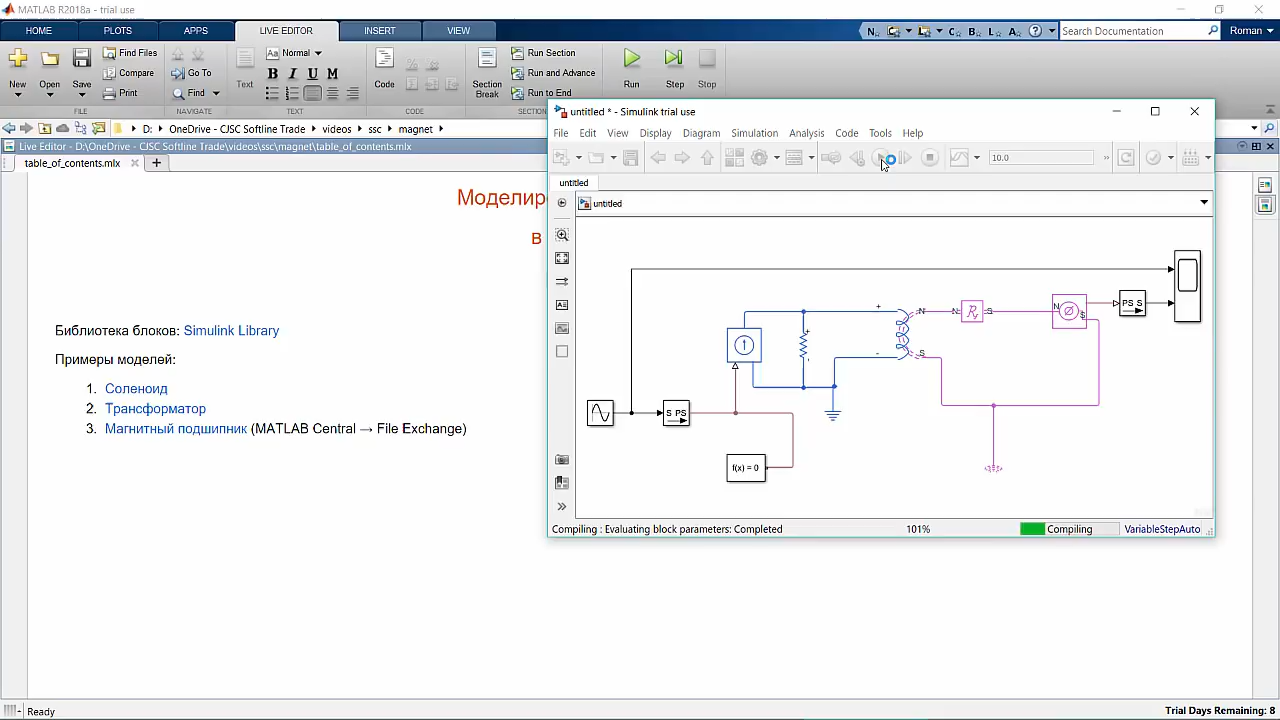 MATLAB R2018a - trial use
HOME PLOTS APPS LIVE EDITOR INSERT VIEW
Search Documentation
Roman
New
Open
Save
Find Files
Compare
Print
Go To
Find
Text
Normal
B I U M
Code
Section Break
Run Section
Run and Advance
Run to End
Run
Step
Stop
FILE NAVIGATE TEXT CODE
D: OneDrive - CJSC Softline Trade videos ssc magnet
Live Editor - D:\OneDrive - CJSC Softline Trade\videos\ssc\magnet\table_of_contents.mlx
table_of_contents.mlx
Моделир
в
Библиотека блоков: Simulink Library
Примеры моделей:
1. Соленоид
2. Трансформатор
3. Магнитный подшипник (MATLAB Central → File Exchange)
untitled * - Simulink trial use
File Edit View Display Diagram Simulation Analysis Code Tools Help
10.0
untitled
untitled
+
N
N
S
N
S
PS S
+
-
-
S
S PS
f(x) = 0
Compiling : Evaluating block parameters: Completed 101% Compiling VariableStepAuto
Ready
Trial Days Remaining: 8